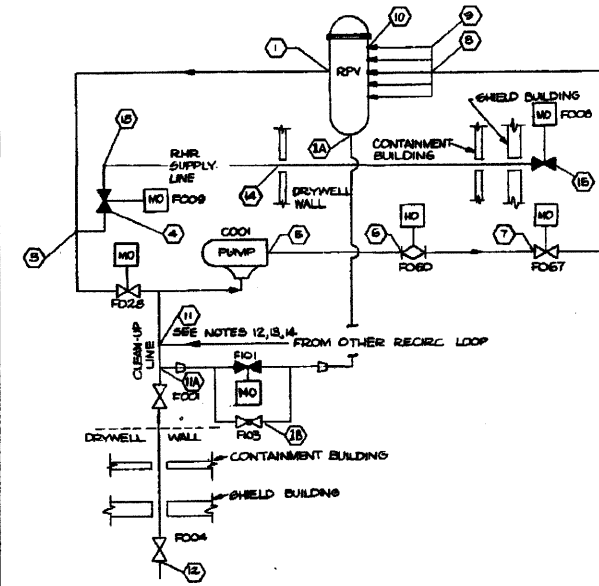 9
10
1
8
RPV
SHIELD BUILDING
MO F008
15
2A
CONTAINMENT
BUILDING
RHR
SUPPLY
LINE
14
DRYWELL
WALL
15
MO F009
4
C001
PUMP
5
MO
MO
6
7
3
MO
F060
F067
F023
11
SEE NOTES 12,13,14
FROM OTHER RECIRC LOOP
CLEAN-UP
LINE
F101
11A
F001
MO
F103
2B
DRYWELL WALL
CONTAINMENT BUILDING
SHIELD BUILDING
F004
12